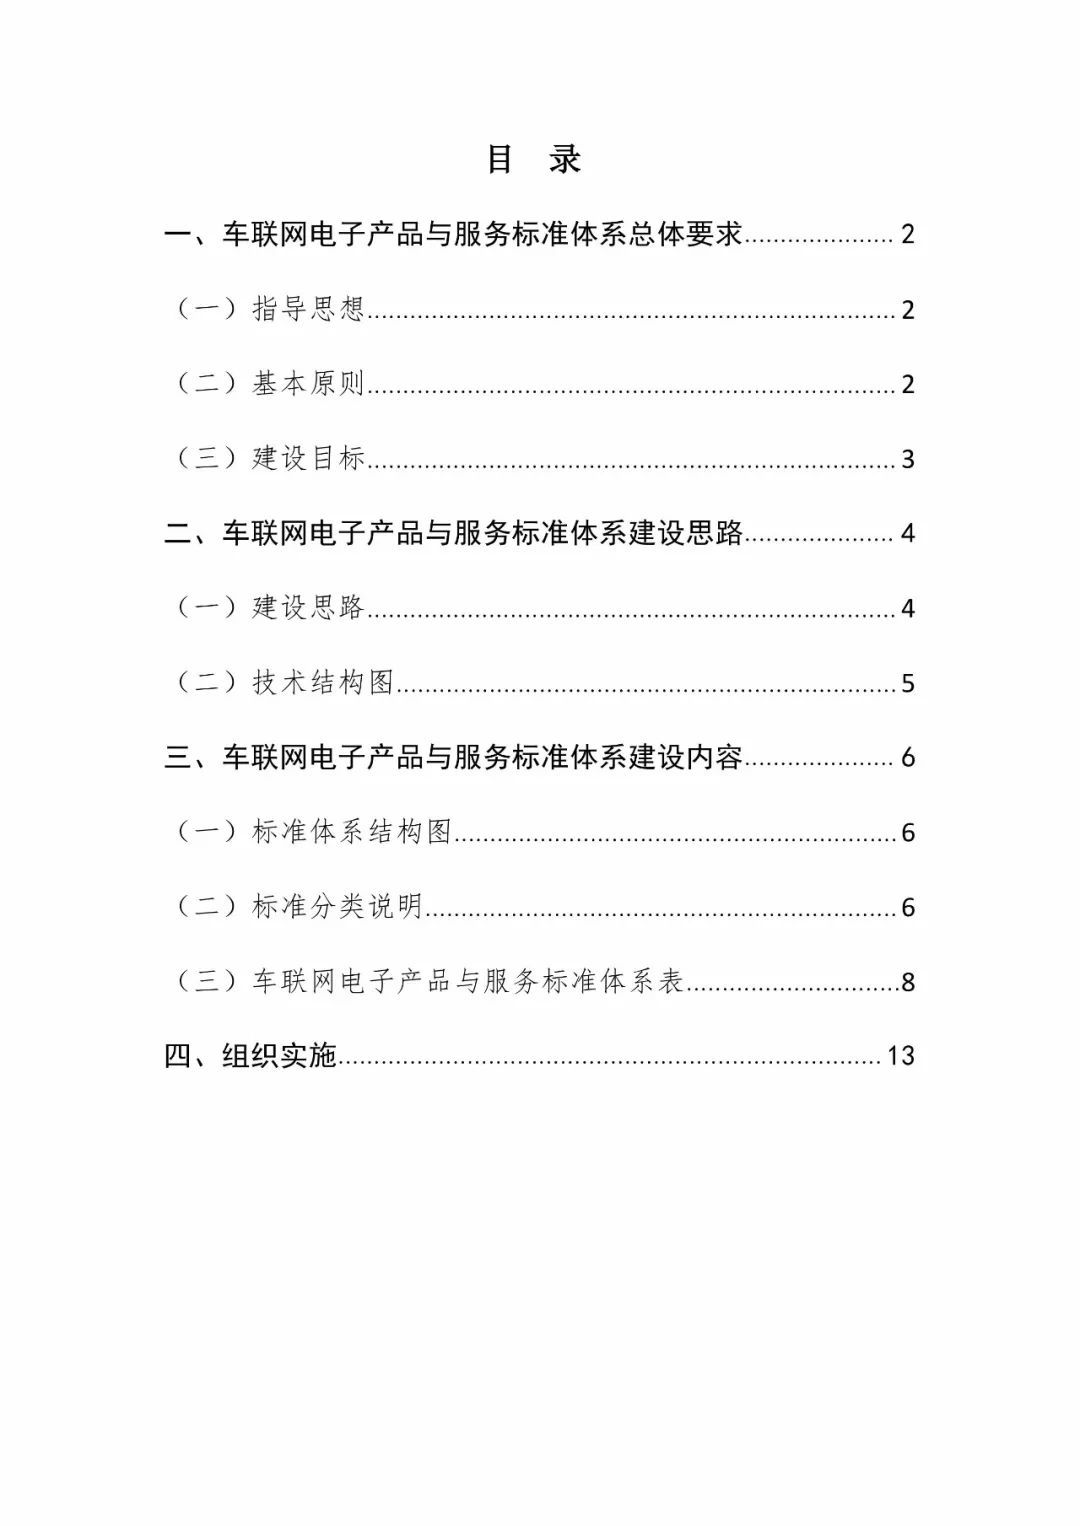 目 录
一、车联网电子产品与服务标准体系总体要求..................... 2
（一）指导思想......................................................................... 2
（二）基本原则......................................................................... 2
（三）建设目标......................................................................... 3
二、车联网电子产品与服务标准体系建设思路..................... 4
（一）建设思路......................................................................... 4
（二）技术结构图..................................................................... 5
三、车联网电子产品与服务标准体系建设内容..................... 6
（一）标准体系结构图............................................................. 6
（二）标准分类说明................................................................. 6
（三）车联网电子产品与服务标准体系表..............................8
四、组织实施........................................................................... 13